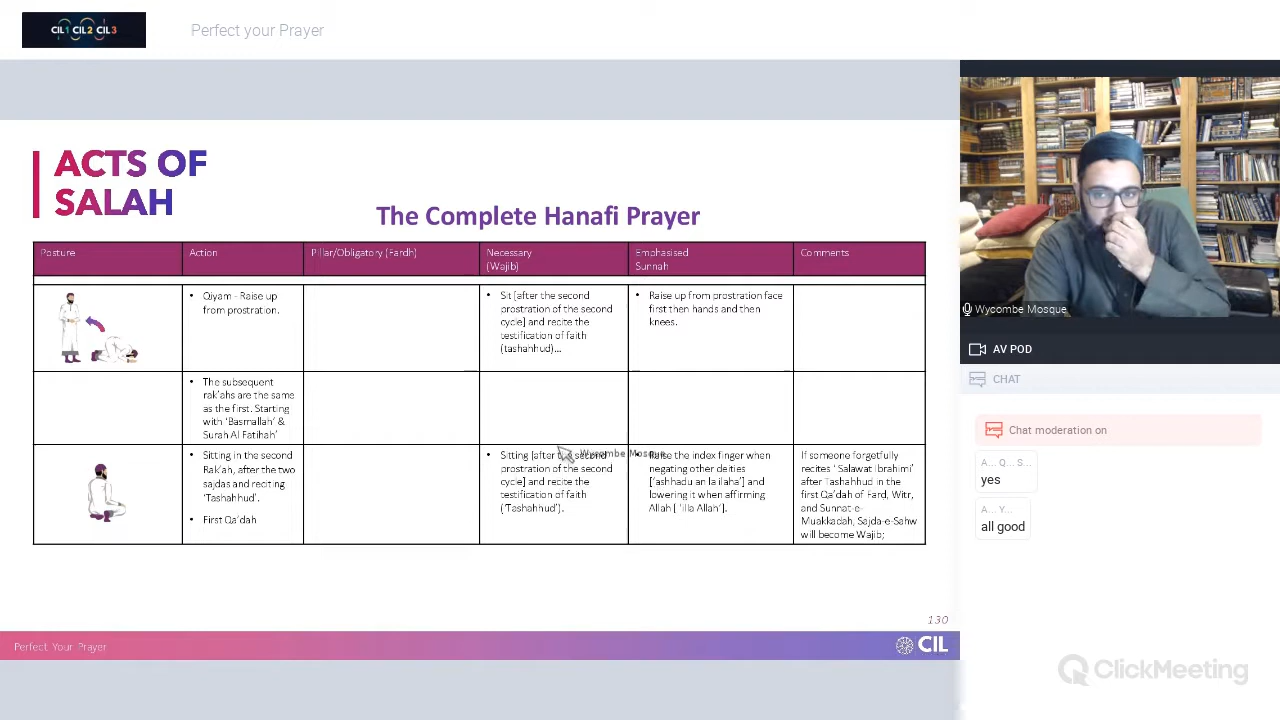 CIL1 CIL2 CIL3
Perfect your Prayer
ACTS OF
SALAH
The Complete Hanafi Prayer
Posture
Action
Pillar/Obligatory (Fardh)
Necessary
(Wajib)
Emphasised
Sunnah
Comments
• Qiyam - Raise up
from prostration.
• Sit [after the second
prostration of the second
cycle] and recite the
testification of faith
(tashahhud)...
• Raise up from prostration face
first then hands and then
knees.
• The subsequent
rak'ahs are the same
as the first. Starting
with 'Basmallah' &
Surah Al Fatihah'
• Sitting in the second
Rak'ah, after the two
sajdas and reciting
'Tashahhud'.
• First Qa'dah
• Sitting [after the second
prostration of the second
cycle] and recite the
testification of faith
('Tashahhud').
Wycombe Mosque
• Raise the index finger when
negating other deities
['ashhadu an la ilaha'] and
lowering it when affirming
Allah [ 'illa Allah'].
If someone forgetfully
recites ' Salawat Ibrahimi'
after Tashahhud in the
first Qa'dah of Fard, Witr,
and Sunnat-e-
Muakkadah, Sajda-e-Sahw
will become Wajib;
130
Perfect Your Prayer
CIL
Wycombe Mosque
AV POD
CHAT
Chat moderation on
A... Q... S...
yes
A... Y...
all good
ClickMeeting